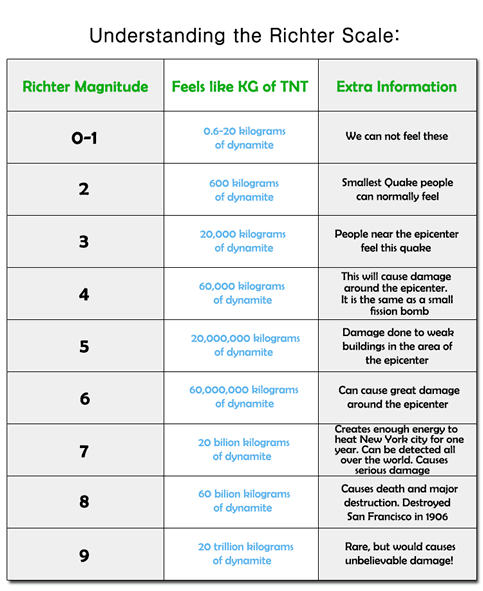 Understanding the Richter Scale:
Richter Magnitude
Feels like KG of TNT
Extra Information
0-1
0.6-20 kilograms
of dynamite
We can not feel these
2
600 kilograms
of dynamite
Smallest Quake people
can normally feel
3
20,000 kilograms
of dynamite
People near the epicenter
feel this quake
4
60,000 kilograms
of dynamite
This will cause damage
around the epicenter.
It is the same as a small
fission bomb
5
20,000,000 kilograms
of dynamite
Damage done to weak
buildings in the area of
the epicenter
6
60,000,000 kilograms
of dynamite
Can cause great damage
around the epicenter
7
20 bilion kilograms
of dynamite
Creates enough energy to
heat New York city for one
year. Can be detected all
over the world. Causes
serious damage
8
60 bilion kilograms
of dynamite
Causes death and major
destruction. Destroyed
San Francisco in 1906
9
20 trillion kilograms
of dynamite
Rare, but would causes
unbelievable damage!